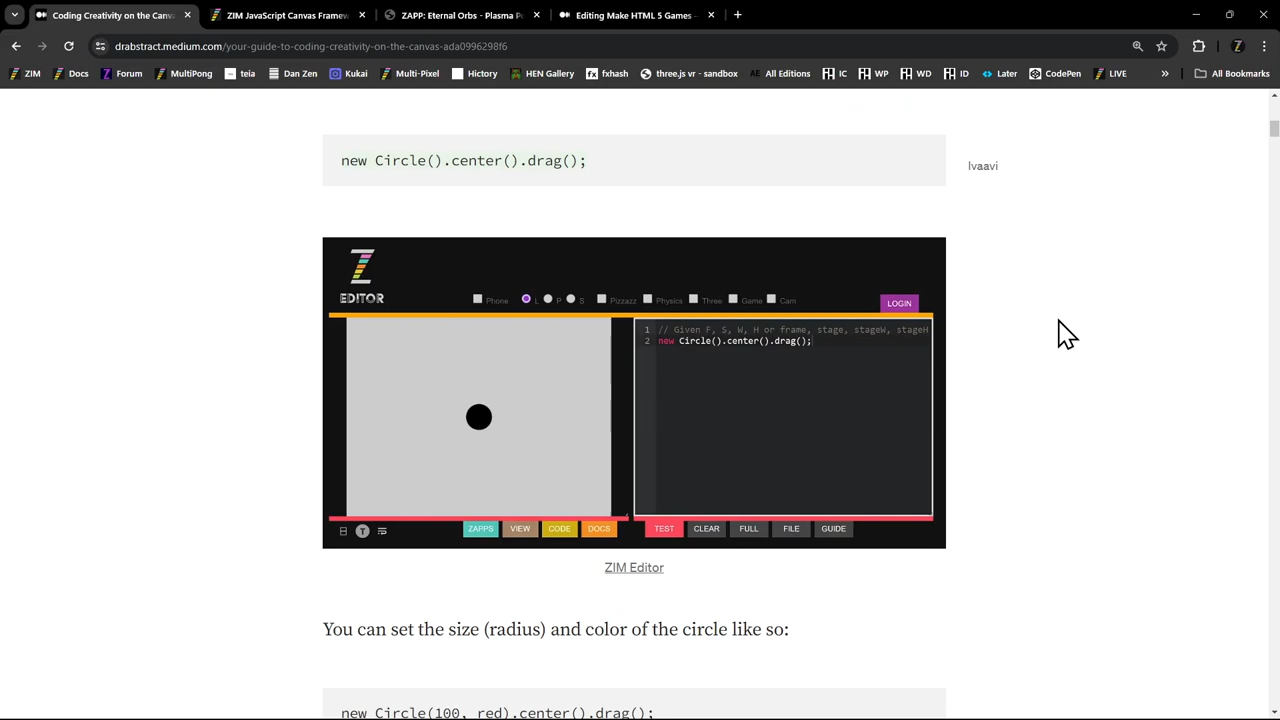 Coding Creativity on the Canva
ZIM JavaScript Canvas Framew
ZAPP: Eternal Orbs - Plasma Po
Editing Make HTML 5 Games -
drabstract.medium.com/your-guide-to-coding-creativity-on-the-canvas-ada0996298f6
ZIM Docs Forum MultiPong teia Dan Zen Kukai Multi-Pixel Hictory HEN Gallery fxhash three.js vr - sandbox AE All Editions IC WP WD ID Later CodePen LIVE » All Bookmarks
new Circle().center().drag();
lvaavi
EDITOR
Phone L P S Pizzazz Physics Three Game Cam
LOGIN
1 // Given F, S, W, H or frame, stage, stageW, stageH
2 new Circle().center().drag();
T ZAPPS VIEW CODE DOCS TEST CLEAR FULL FILE GUIDE
ZIM Editor
You can set the size (radius) and color of the circle like so:
new Circle(100, red).center().drag();